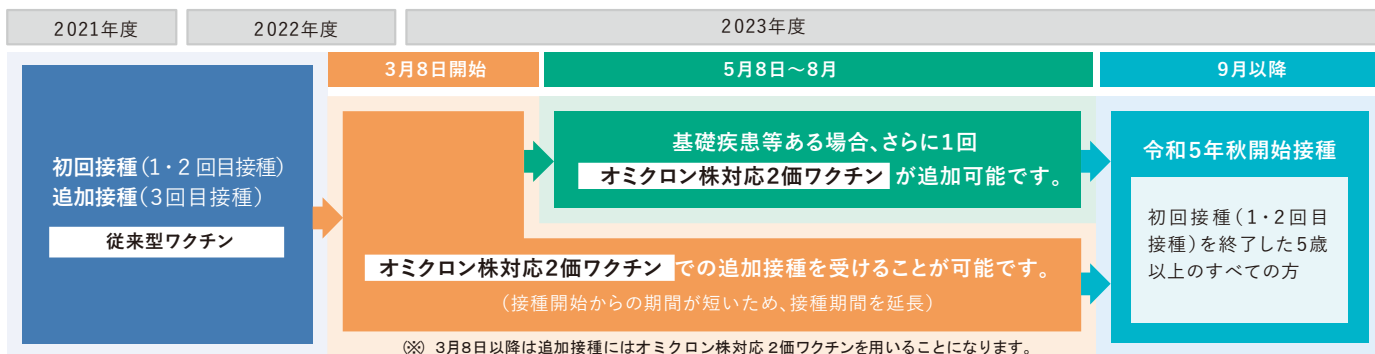 2021年度
2022年度
2023年度
3月8日開始
5月8日～8月
9月以降
初回接種(1・2回目接種)
追加接種(3回目接種)
従来型ワクチン
基礎疾患等ある場合、さらに1回
オミクロン株対応2価ワクチン が追加可能です。
オミクロン株対応2価ワクチン での追加接種を受けることが可能です。
(接種開始からの期間が短いため、接種期間を延長)
令和5年秋開始接種
初回接種(1・2回目
接種)を終了した5歳
以上のすべての方
(※) 3月8日以降は追加接種にはオミクロン株対応2価ワクチンを用いることになります。